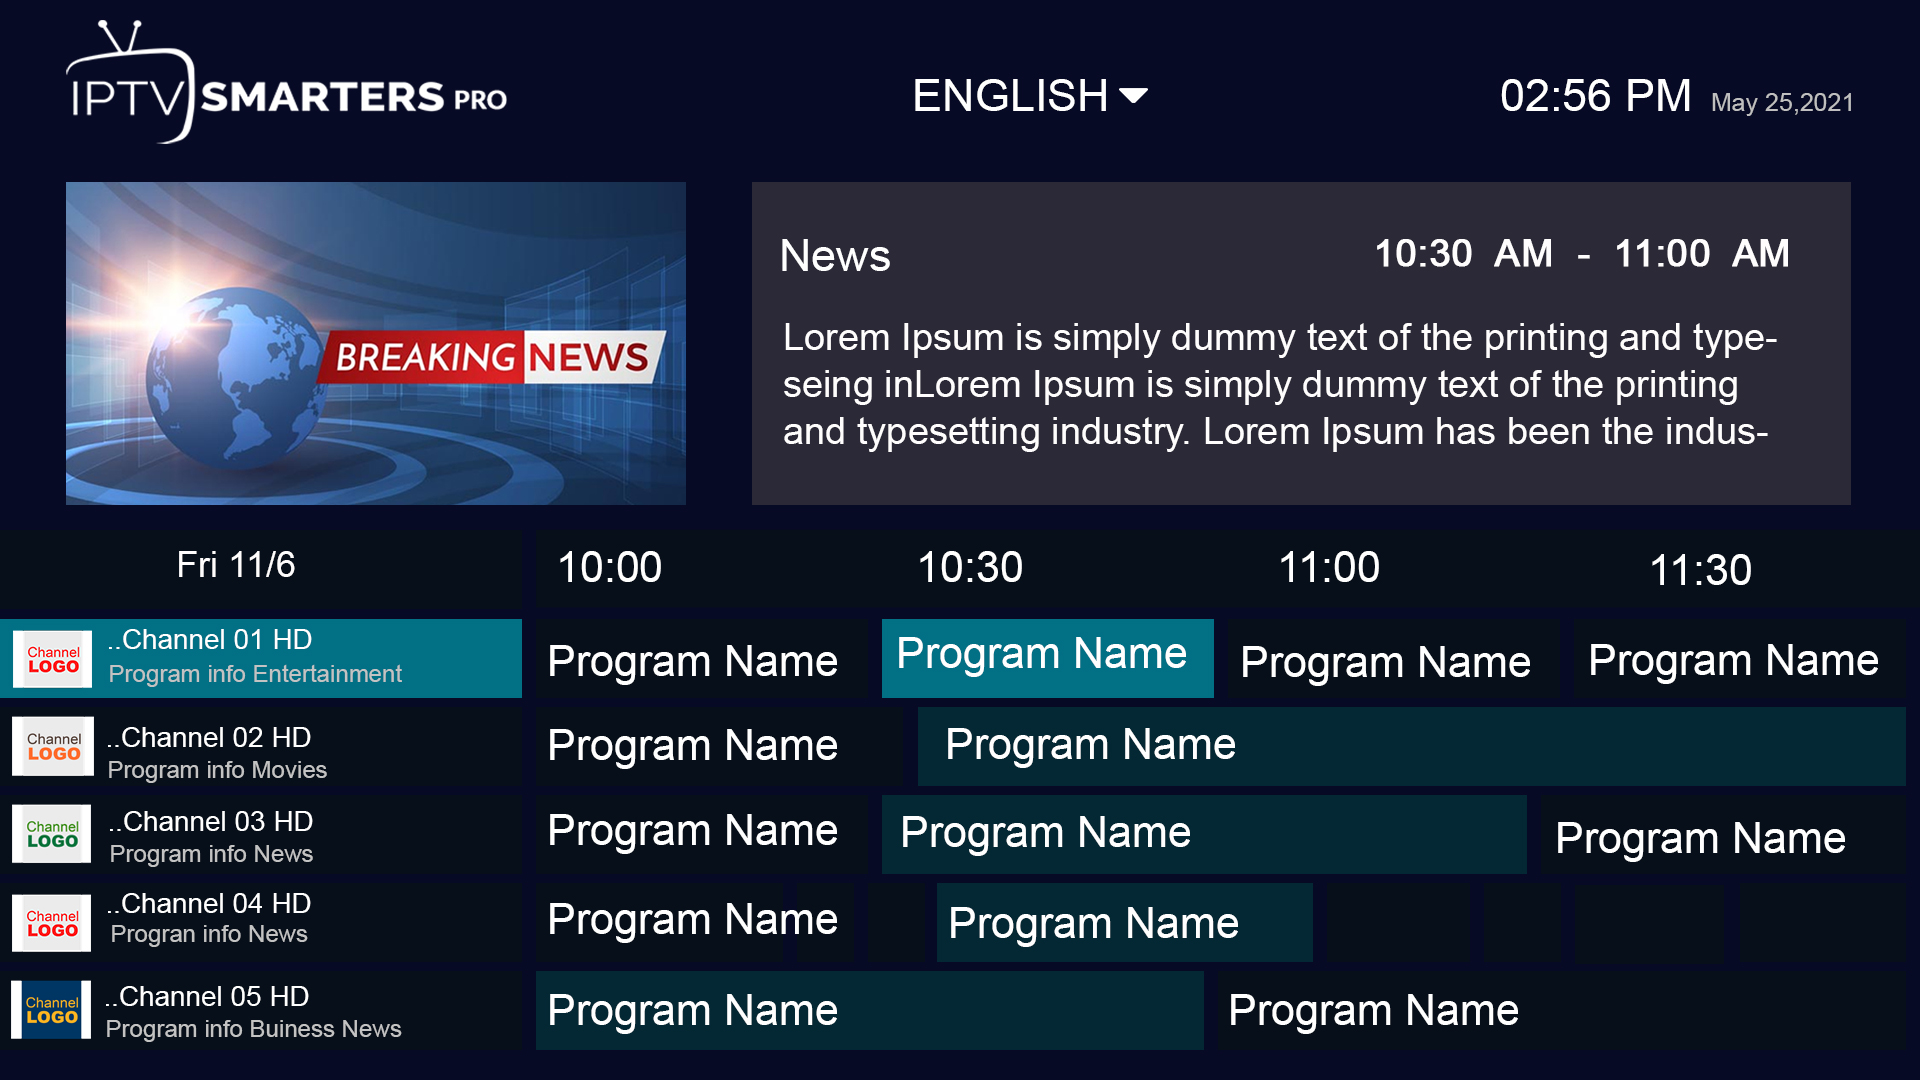 IPTV SMARTERS PRO
ENGLISH
02:56 PM May 25,2021
BREAKING NEWS
News
10:30 AM - 11:00 AM
Lorem Ipsum is simply dummy text of the printing and type-
seing inLorem Ipsum is simply dummy text of the printing
and typesetting industry. Lorem Ipsum has been the indus-
Fri 11/6
10:00
10:30
11:00
11:30
Channel
LOGO
..Channel 01 HD
Program info Entertainment
Program Name
Program Name
Program Name
Program Name
Channel
LOGO
..Channel 02 HD
Program info Movies
Program Name
Program Name
Channel
LOGO
..Channel 03 HD
Program info News
Program Name
Program Name
Program Name
Channel
LOGO
..Channel 04 HD
Progran info News
Program Name
Program Name
Channel
LOGO
..Channel 05 HD
Program info Buiness News
Program Name
Program Name